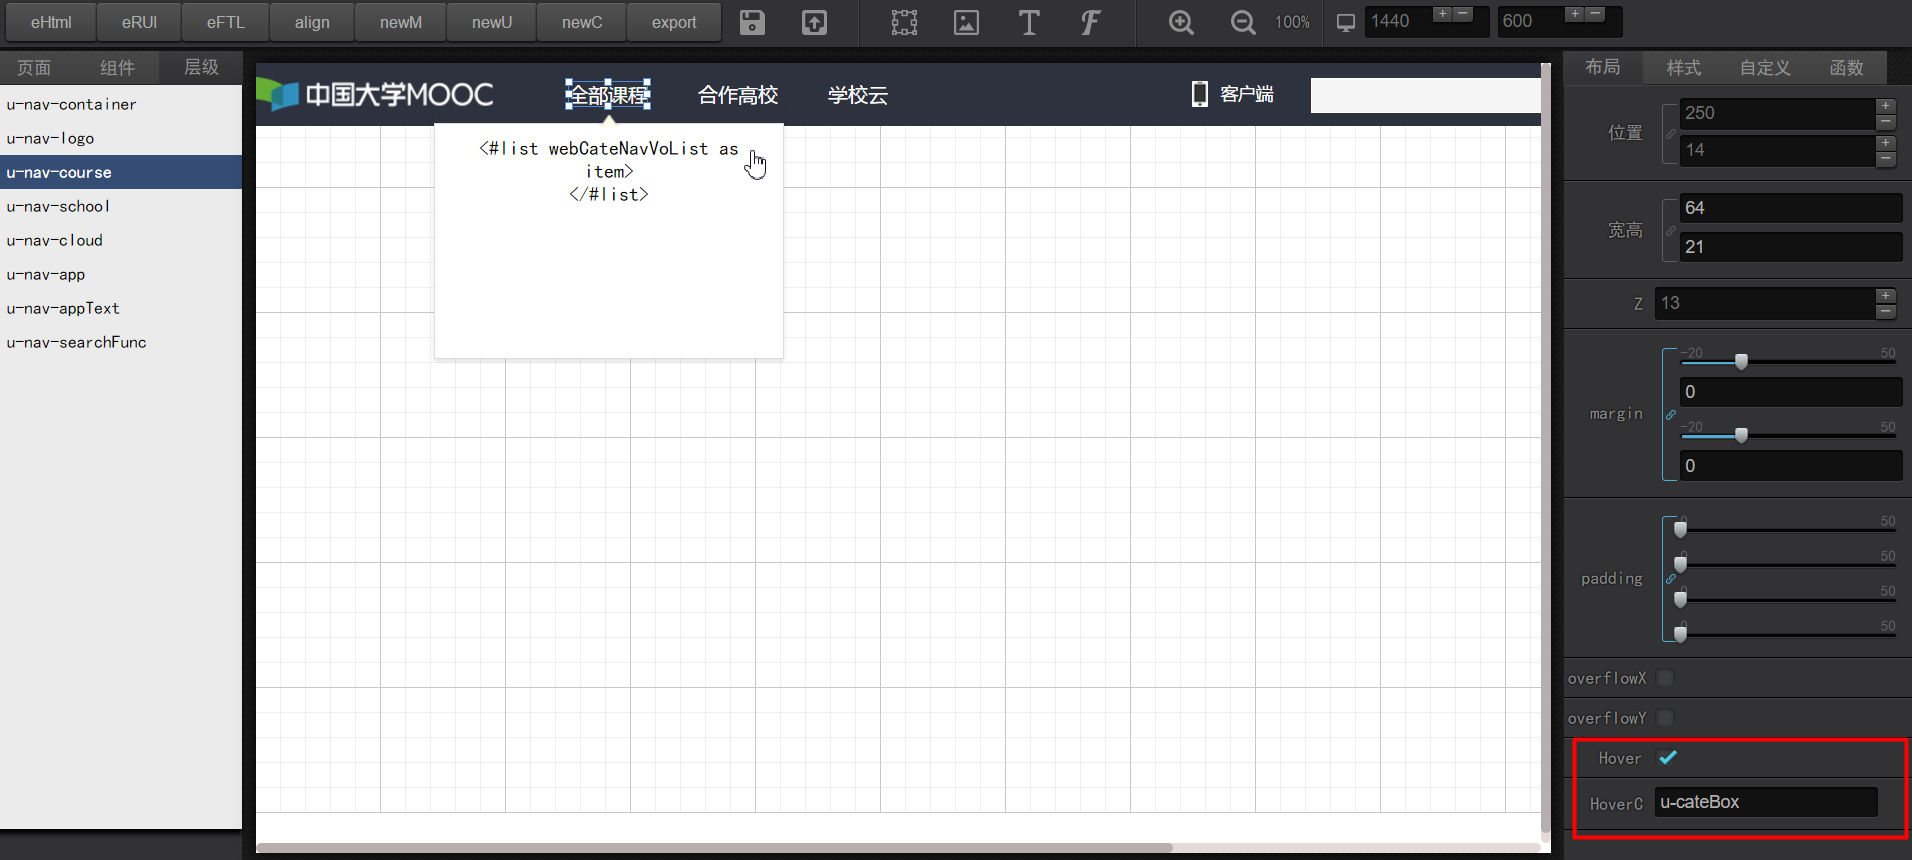 eHtml eRUI eFTL align newM newU newC export 100% 1440 + − 600 + −
页面 组件 层级
u-nav-container
u-nav-logo
u-nav-course
u-nav-school
u-nav-cloud
u-nav-app
u-nav-appText
u-nav-searchFunc
中国大学MOOC 全部课程 合作高校 学校云 客户端
<#list webCateNavVoList as
item>
</#list>
布局 样式 自定义 函数
位置 250 + −
14 + −
宽高 64
21
Z 13 + −
margin -20 50
0
-20 50
0
padding 0 50
0 50
0 50
0 50
overflowX
overflowY
Hover
HoverC u-cateBox